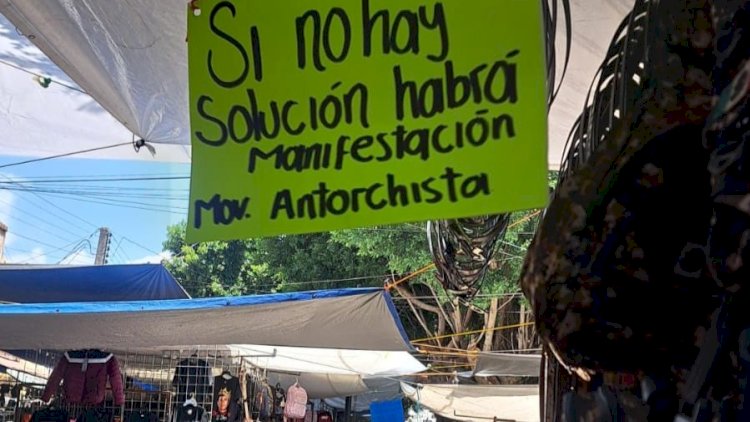 Si no hay
Solución habrá
Manifestación
Mov. Antorchista